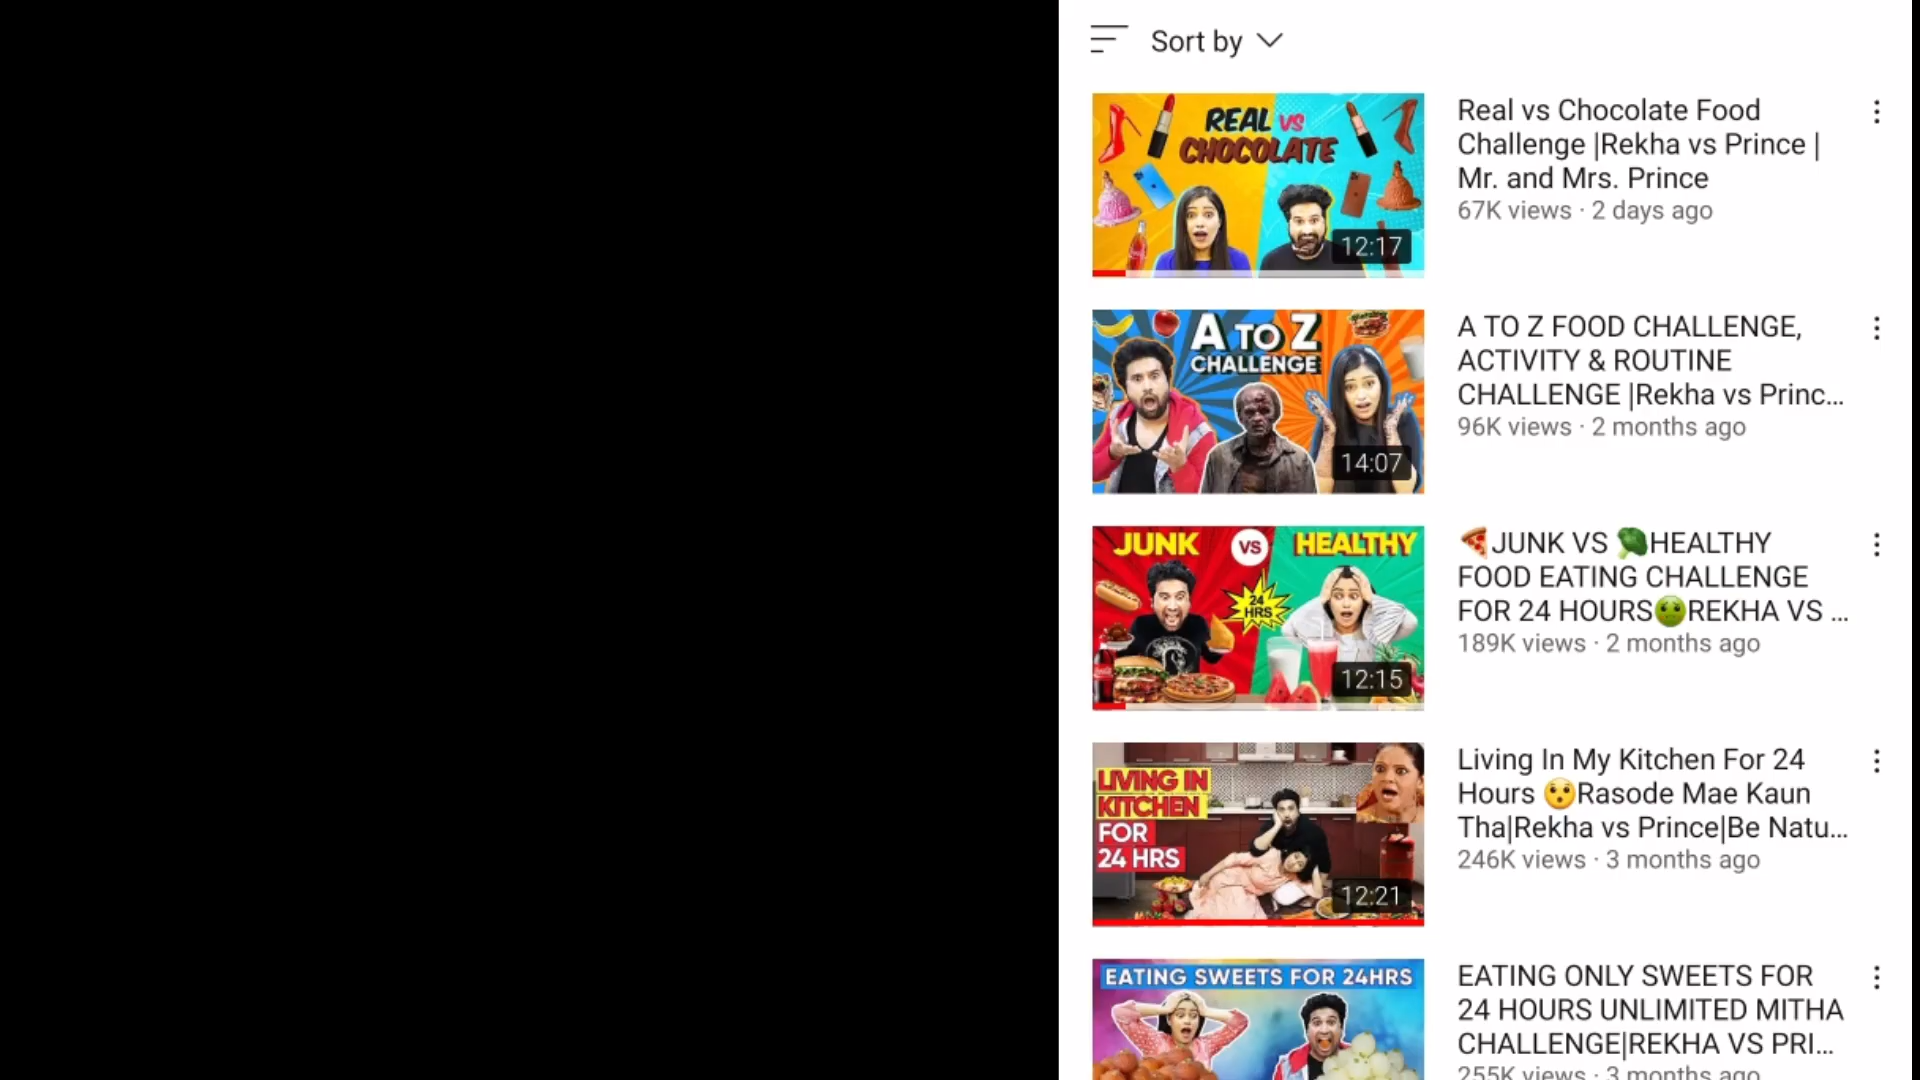 Sort by
REAL VS
CHOCOLATE
12:17
Real vs Chocolate Food
Challenge |Rekha vs Prince |
Mr. and Mrs. Prince
67K views · 2 days ago
A TO Z
CHALLENGE
14:07
A TO Z FOOD CHALLENGE,
ACTIVITY & ROUTINE
CHALLENGE |Rekha vs Princ...
96K views · 2 months ago
JUNK VS HEALTHY
24
HRS
12:15
🍕JUNK VS 🥦HEALTHY
FOOD EATING CHALLENGE
FOR 24 HOURS🤢REKHA VS ...
189K views · 2 months ago
LIVING IN
KITCHEN
FOR
24 HRS
12:21
Living In My Kitchen For 24
Hours 😯Rasode Mae Kaun
Tha|Rekha vs Prince|Be Natu...
246K views · 3 months ago
EATING SWEETS FOR 24HRS
EATING ONLY SWEETS FOR
24 HOURS UNLIMITED MITHA
CHALLENGE|REKHA VS PRI...
255K views · 3 months ago